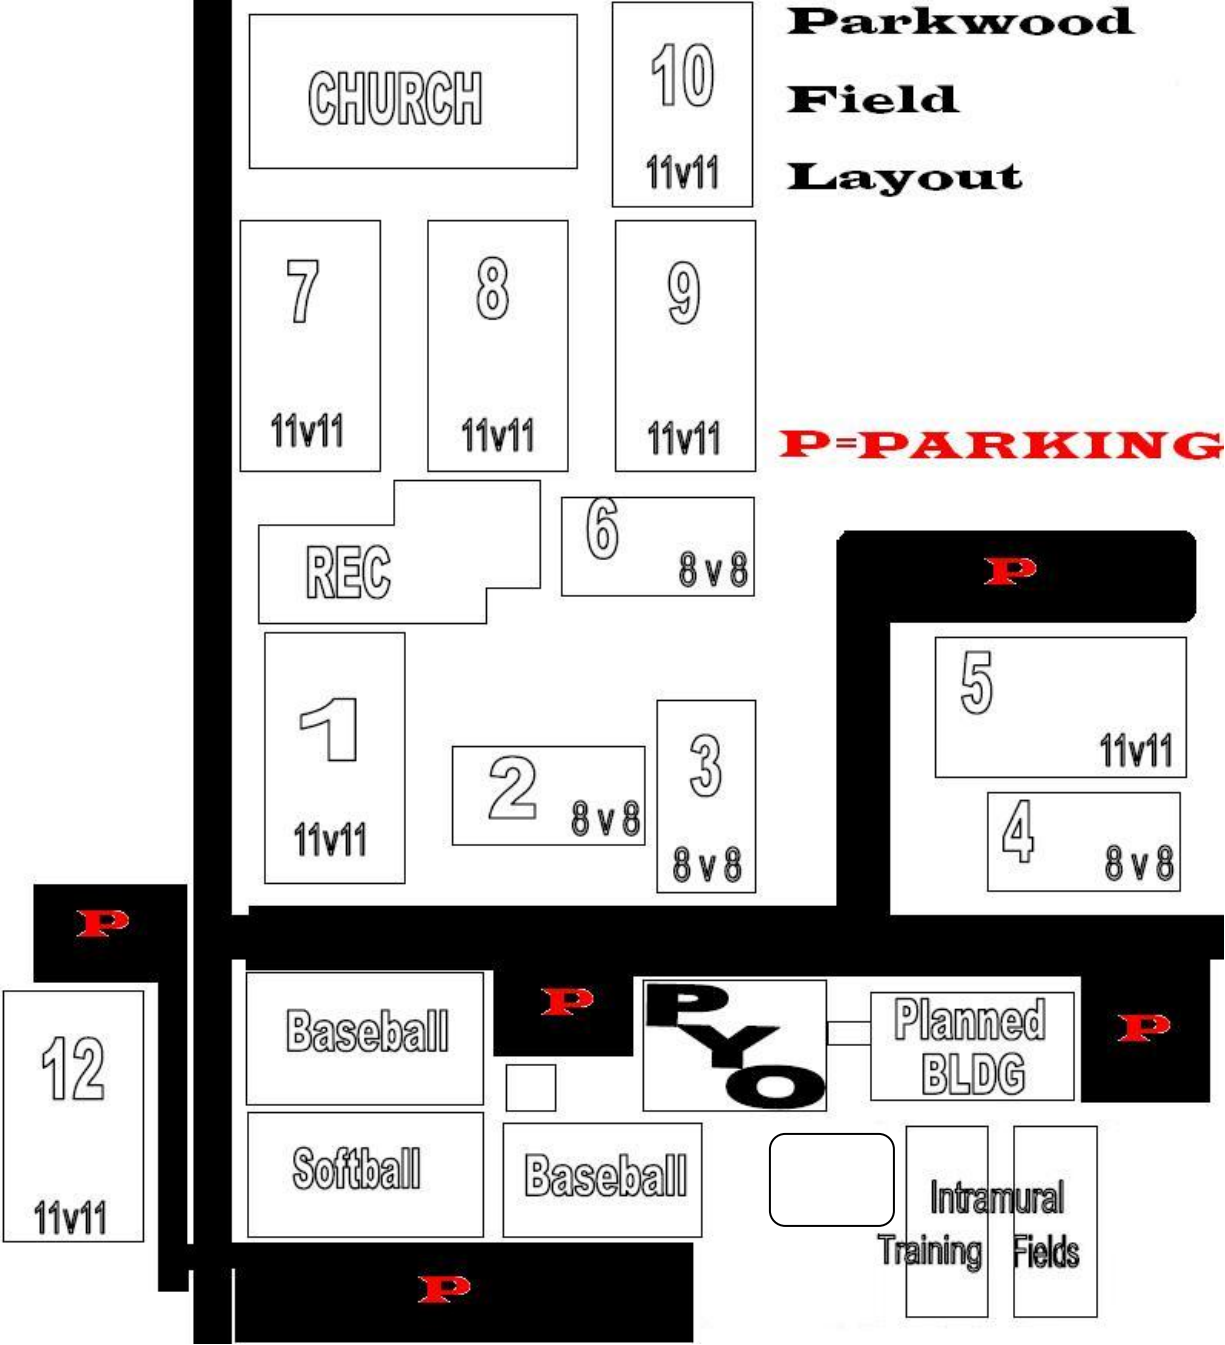 Parkwood
Field
Layout
CHURCH
10
11v11
7
11v11
8
11v11
9
11v11
P=PARKING
REC
6
8 v 8
P
5
11v11
1
11v11
2
8 v 8
3
8 v 8
4
8 v 8
P
12
11v11
Baseball
P
PYO
Planned
BLDG
P
Softball
Baseball
Intramural
Training Fields
P